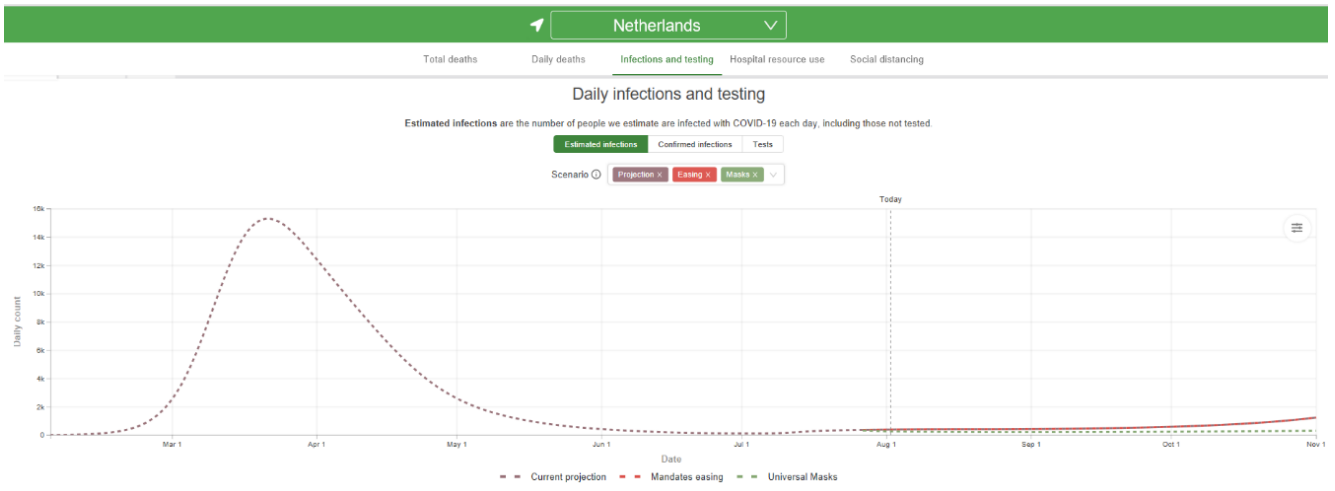 Netherlands
Total deaths Daily deaths Infections and testing Hospital resource use Social distancing
Daily infections and testing
Estimated infections are the number of people we estimate are infected with COVID-19 each day, including those not tested.
Estimated infections Confirmed infections Tests
Scenario Projection × Easing × Masks ×
Today
16k
14k
12k
10k
8k
6k
4k
2k
0
Daily count
Mar 1 Apr 1 May 1 Jun 1 Jul 1 Aug 1 Sep 1 Oct 1 Nov 1
Date
Current projection Mandates easing Universal Masks